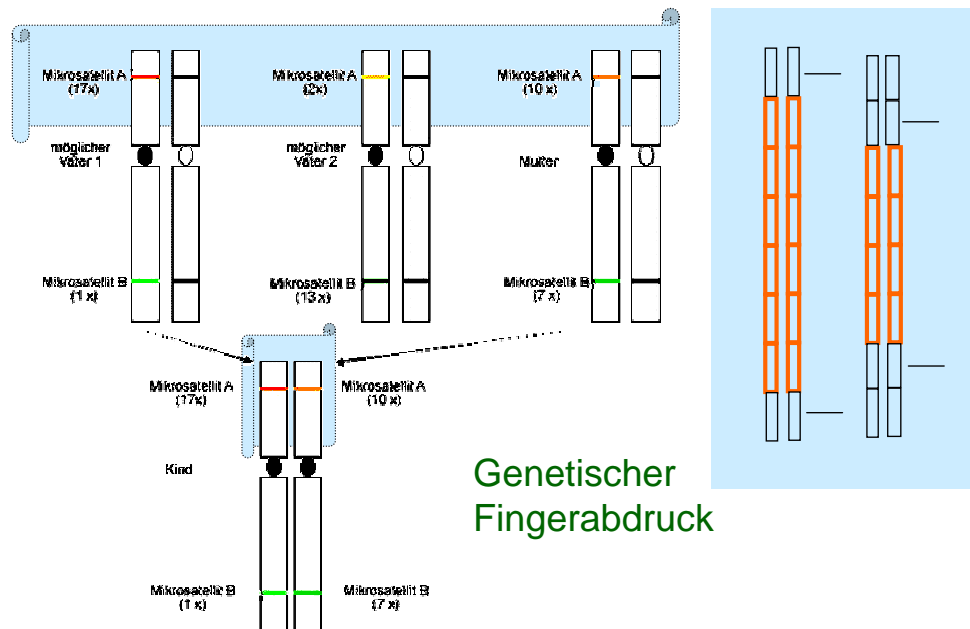 Mikrosatellit A
(17x)
Mikrosatellit A
(2x)
Mikrosatellit A
(10 x)
möglicher
Vater 1
möglicher
Vater 2
Mutter
Mikrosatellit B
(1 x)
Mikrosatellit B
(13 x)
Mikrosatellit B
(7 x)
Mikrosatellit A
(17x)
Mikrosatellit A
(10 x)
Kind
Genetischer
Fingerabdruck
Mikrosatellit B
(1 x)
Mikrosatellit B
(7 x)